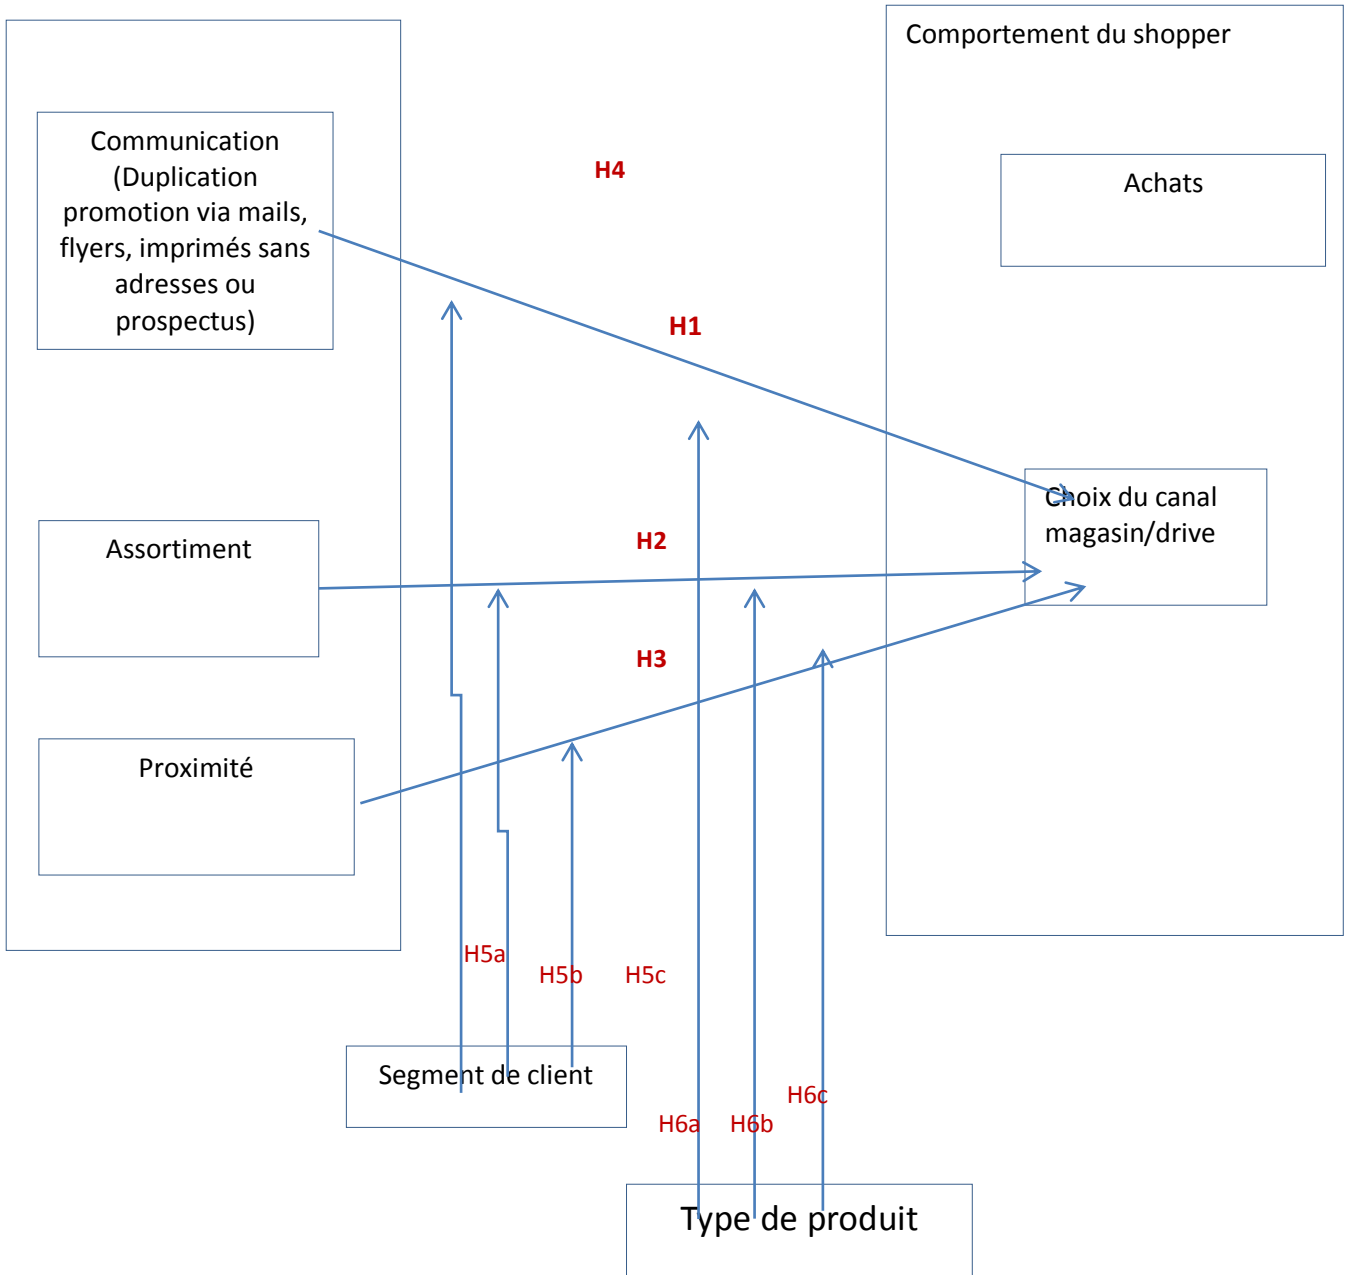 Comportement du shopper
Communication
(Duplication
promotion via mails,
flyers, imprimés sans
adresses ou
prospectus)
H4
Achats
H1
Choix du canal
magasin/drive
Assortiment
H2
H3
Proximité
H5a
H5b
H5c
Segment de client
H6a
H6b
H6c
Type de produit